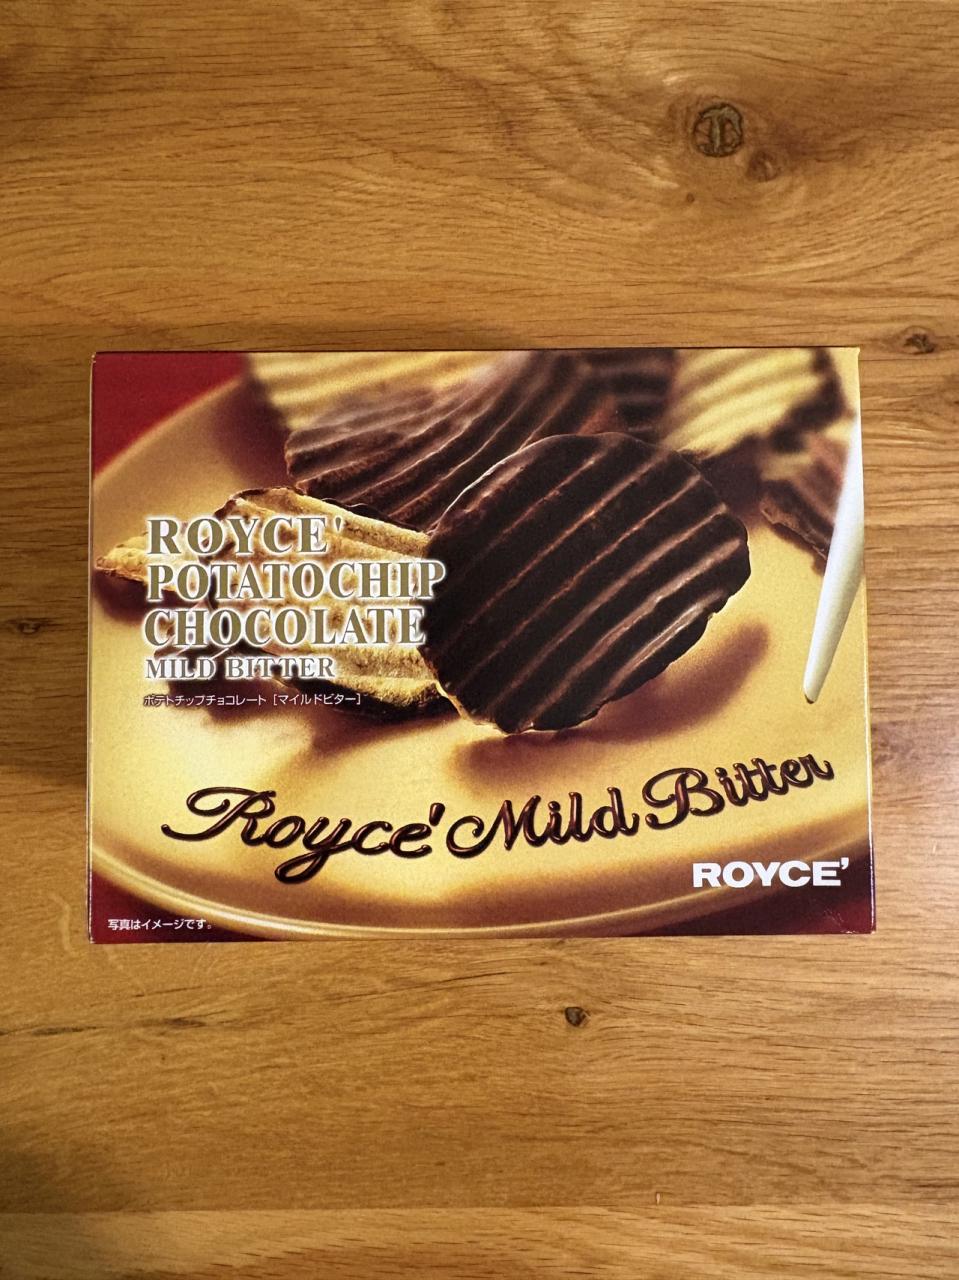 ROYCE'
POTATOCHIP
CHOCOLATE
MILD BITTER
ポテトチップチョコレート［マイルドビター］
Royce' Mild Bitter
ROYCE'
写真はイメージです。